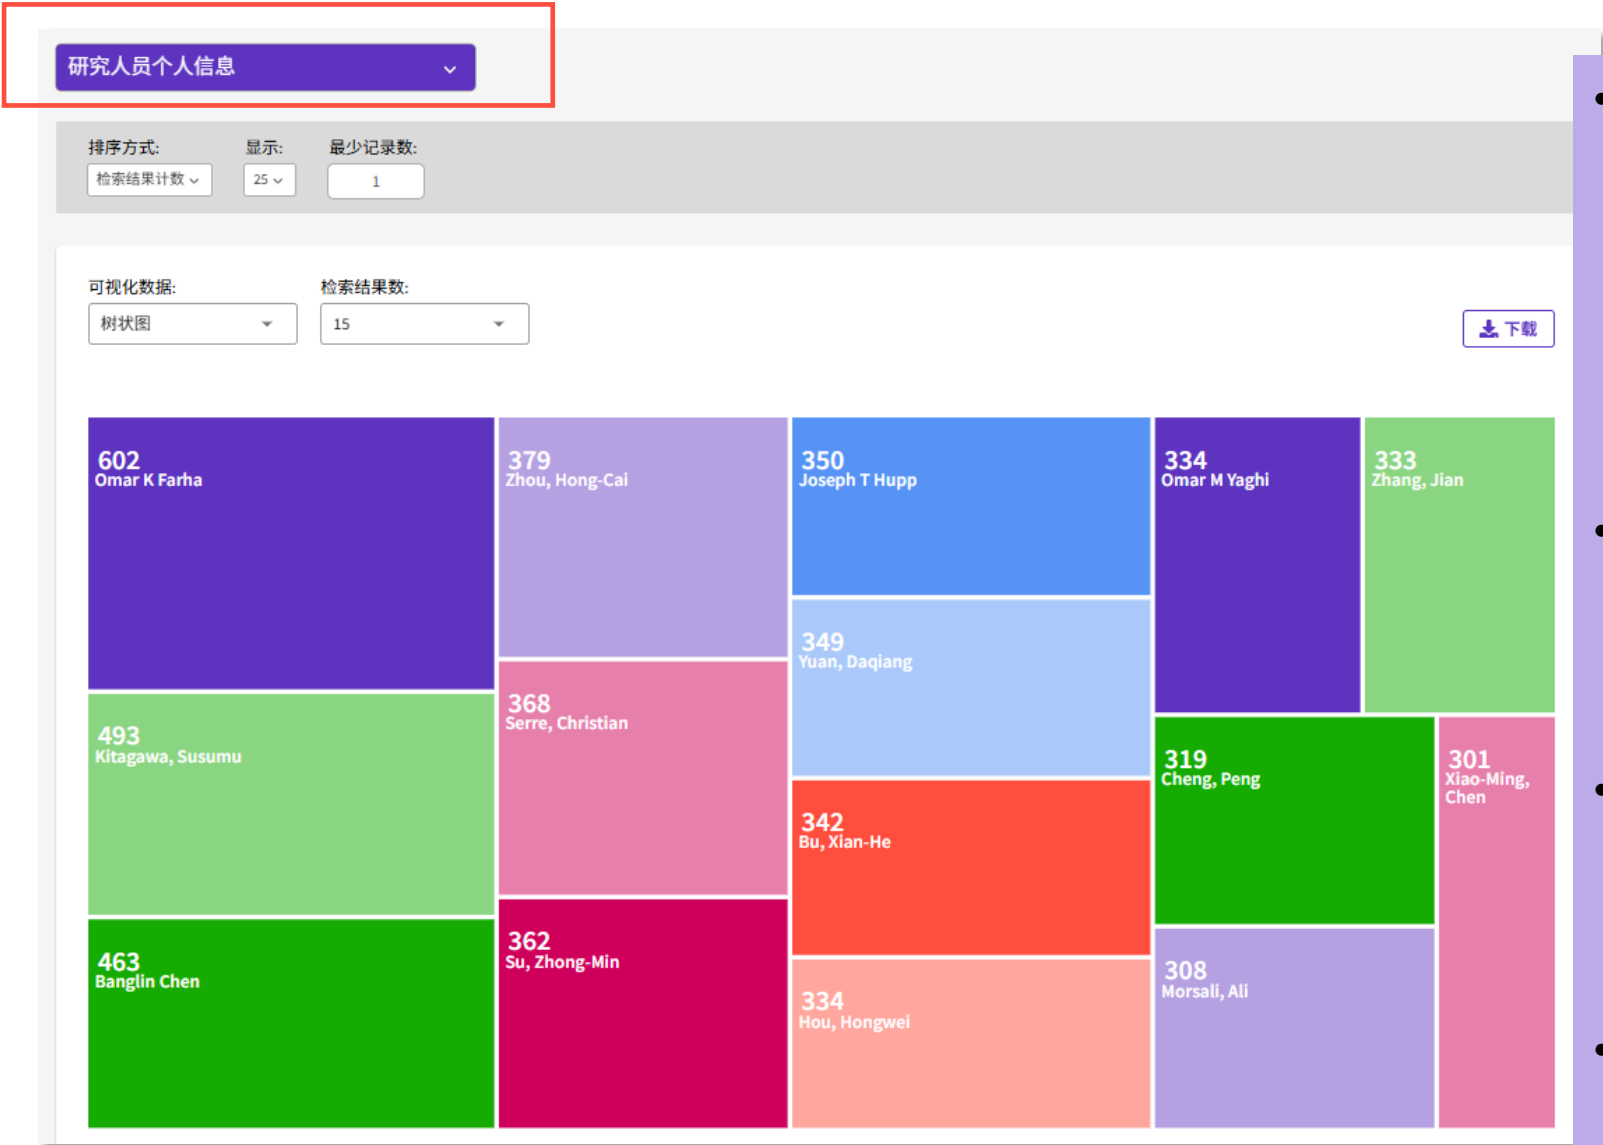 研究人员个人信息
排序方式:
显示:
最少记录数:
检索结果计数
25
1
可视化数据:
检索结果数:
树状图
15
下载
602
Omar K Farha
493
Kitagawa, Susumu
463
Banglin Chen
379
Zhou, Hong-Cai
368
Serre, Christian
362
Su, Zhong-Min
350
Joseph T Hupp
349
Yuan, Daqiang
342
Bu, Xian-He
334
Hou, Hongwei
334
Omar M Yaghi
333
Zhang, Jian
319
Cheng, Peng
308
Morsali, Ali
301
Xiao-Ming,
Chen